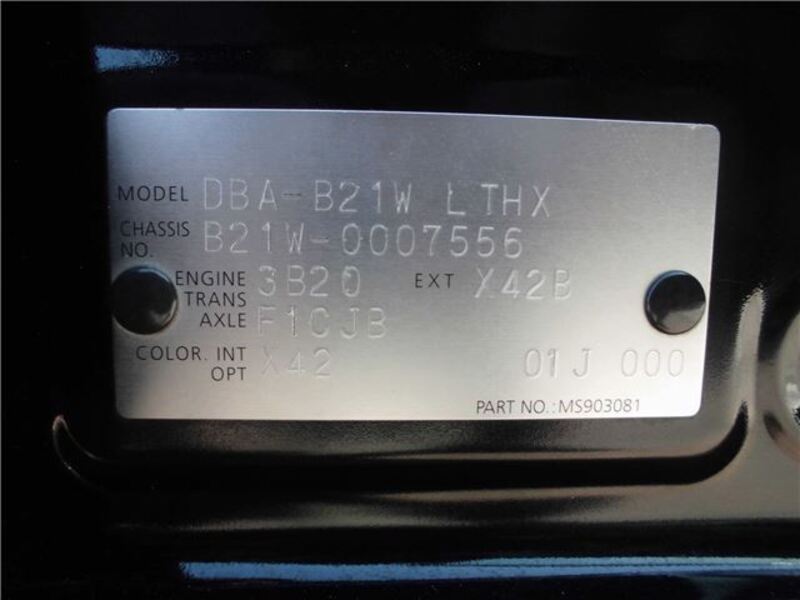 MODEL DBA-B21W LTHX
CHASSIS NO. B21W-0007556
ENGINE 3B20 EXT X42B
TRANS AXLE F1CJB
COLOR. INT OPT X42 01J 000
PART NO.:MS903081